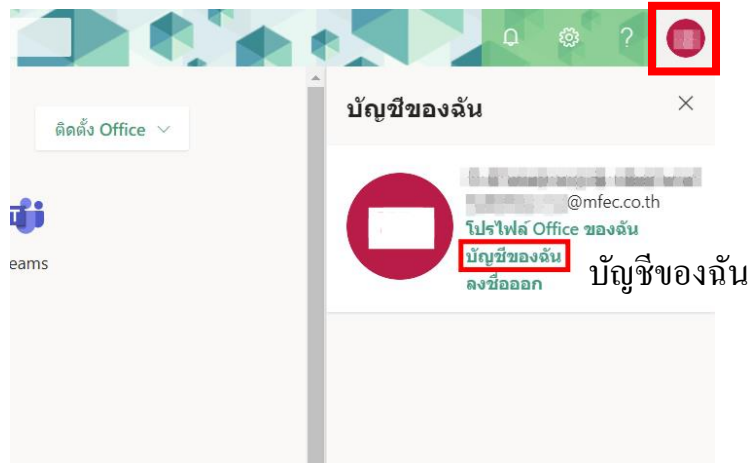 ?
ติดตั้ง Office
บัญชีของฉัน
@mfec.co.th
โปรไฟล์ Office ของฉัน
บัญชีของฉัน
บัญชีของฉัน
ลงชื่อออก
eams